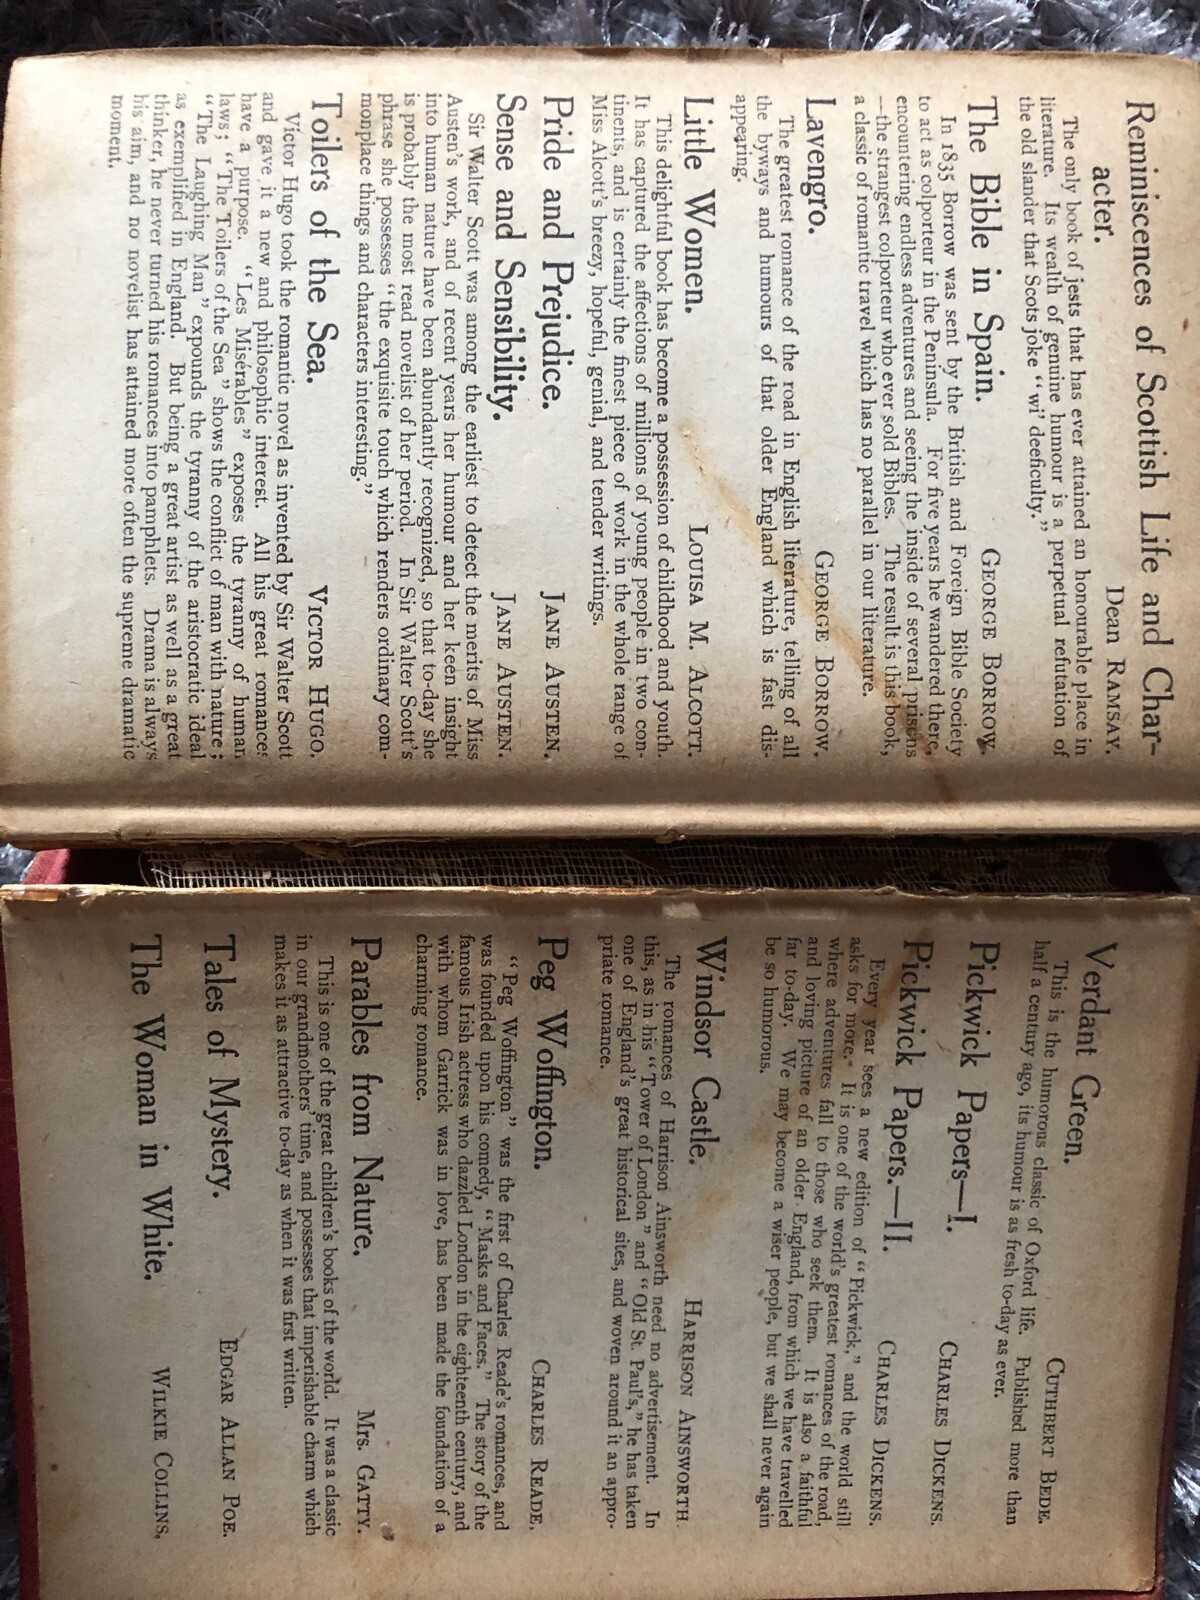 Reminiscences of Scottish Life and Char-
acter. DEAN RAMSAY.
The only book of jests that has ever attained an honourable place in
literature. Its wealth of genuine humour is a perpetual refutation of
the old slander that Scots joke “wi’ deeficulty.”
The Bible in Spain. GEORGE BORROW.
In 1835 Borrow was sent by the British and Foreign Bible Society
to act as colporteur in the Peninsula. For five years he wandered there,
encountering endless adventures and seeing the inside of several prisons
—the strangest colporteur who ever sold Bibles. The result is this book,
a classic of romantic travel which has no parallel in our literature.
Lavengro. GEORGE BORROW.
The greatest romance of the road in English literature, telling of all
the byways and humours of that older England which is fast dis-
appearing.
Little Women. LOUISA M. ALCOTT.
This delightful book has become a possession of childhood and youth.
It has captured the affections of millions of young people in two con-
tinents, and is certainly the finest piece of work in the whole range of
Miss Alcott’s breezy, hopeful, genial, and tender writings.
Pride and Prejudice. JANE AUSTEN.
Sense and Sensibility. JANE AUSTEN.
Sir Walter Scott was among the earliest to detect the merits of Miss
Austen’s work, and of recent years her humour and her keen insight
into human nature have been abundantly recognized, so that to-day she
is probably the most read novelist of her period. In Sir Walter Scott’s
phrase she possesses “the exquisite touch which renders ordinary com-
monplace things and characters interesting.”
Toilers of the Sea. VICTOR HUGO.
Victor Hugo took the romantic novel as invented by Sir Walter Scott
and gave it a new and philosophic interest. All his great romances
have a purpose. “Les Misérables” exposes the tyranny of human
laws; “The Toilers of the Sea” shows the conflict of man with nature;
“The Laughing Man” expounds the tyranny of the aristocratic ideal
as exemplified in England. But being a great artist as well as a great
thinker, he never turned his romances into pamphlets. Drama is always
his aim, and no novelist has attained more often the supreme dramatic
moment.
Verdant Green. CUTHBERT BEDE.
This is the humorous classic of Oxford life. Published more than
half a century ago, its humour is as fresh to-day as ever.
Pickwick Papers—I. CHARLES DICKENS.
Pickwick Papers.—II. CHARLES DICKENS.
Every year sees a new edition of “Pickwick,” and the world still
asks for more. It is one of the world’s greatest romances of the road,
where adventures fall to those who seek them. It is also a faithful
and loving picture of an older England, from which we have travelled
far to-day. We may become a wiser people, but we shall never again
be so humorous.
Windsor Castle. HARRISON AINSWORTH.
The romances of Harrison Ainsworth need no advertisement. In
this, as in his “Tower of London” and “Old St. Paul’s,” he has taken
one of England’s great historical sites, and woven around it an appro-
priate romance.
Peg Woffington. CHARLES READE.
“Peg Woffington” was the first of Charles Reade’s romances, and
was founded upon his comedy, “Masks and Faces.” The story of the
famous Irish actress who dazzled London in the eighteenth century, and
with whom Garrick was in love, has been made the foundation of a
charming romance.
Parables from Nature. Mrs. GATTY.
This is one of the great children’s books of the world. It was a classic
in our grandmothers’ time, and possesses that imperishable charm which
makes it as attractive to-day as when it was first written.
Tales of Mystery. EDGAR ALLAN POE.
The Woman in White. WILKIE COLLINS.